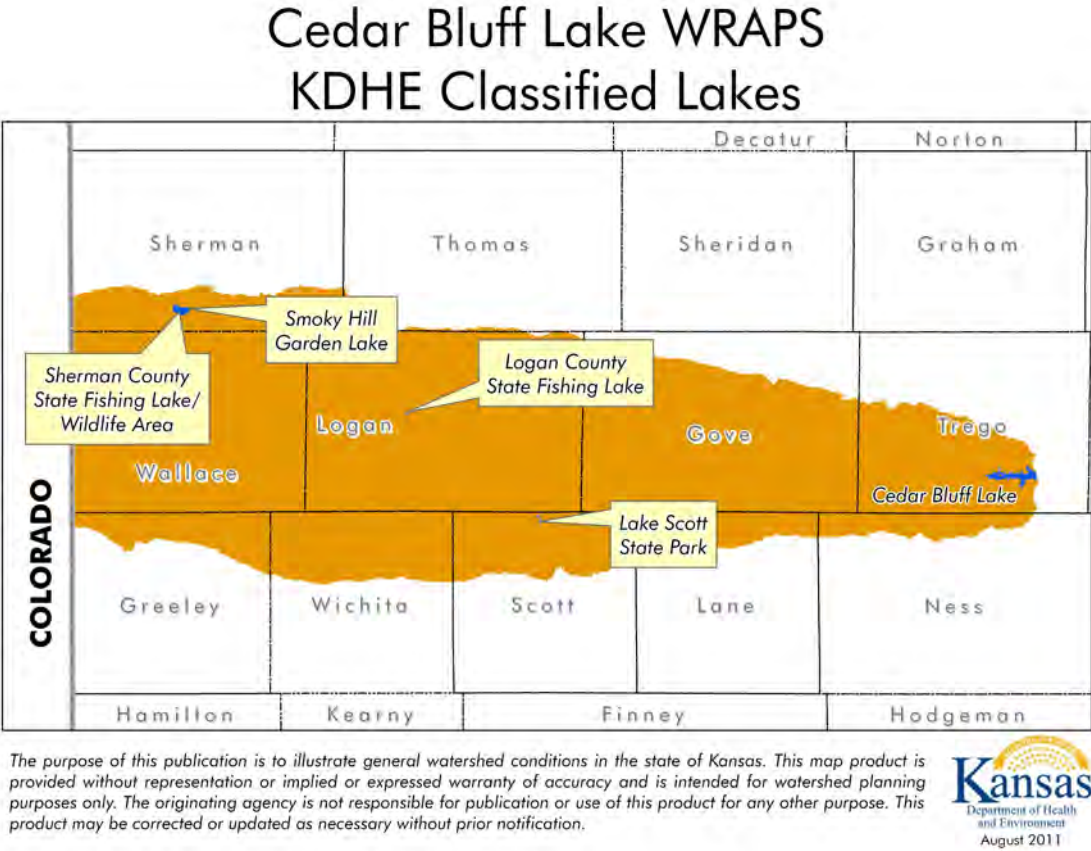 Cedar Bluff Lake WRAPS
KDHE Classified Lakes
Decatur
Norton
Sherman
Thomas
Sheridan
Graham
Smoky Hill
Garden Lake
Logan County
State Fishing Lake
Sherman County
State Fishing Lake/
Wildlife Area
Logan
Gove
Trego
Wallace
Cedar Bluff Lake
Lake Scott
State Park
COLORADO
Greeley
Wichita
Scott
Lane
Ness
Hamilton
Kearny
Finney
Hodgeman
The purpose of this publication is to illustrate general watershed conditions in the state of Kansas. This map product is
provided without representation or implied or expressed warranty of accuracy and is intended for watershed planning
purposes only. The originating agency is not responsible for publication or use of this product for any other purpose. This
product may be corrected or updated as necessary without prior notification.
Kansas
Department of Health
and Environment
August 2011